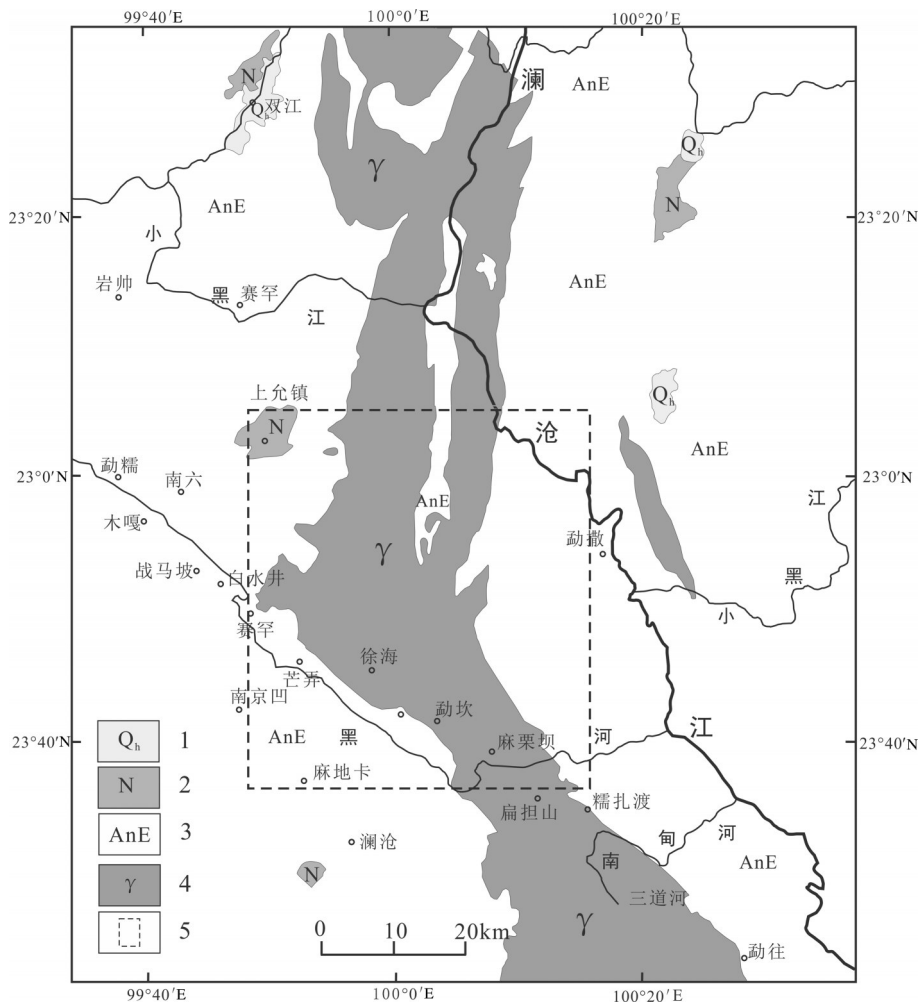 99°40′E 100°0′E 100°20′E
N
Qh 双江
澜
AnE
Qh
γ
AnE
N
23°20′N 23°20′N
小
岩帅
黑 赛罕
江
AnE
上允镇
N
Qh
沧
AnE
23°0′N 23°0′N
勐糯
南六
AnE
江
木嘎
γ
勐撒
战马坡
白水井
黑
小
赛罕
徐海
芒弄
南京凹
勐坎
江
23°40′N 23°40′N
AnE 黑
麻栗坝 河
麻地卡
扁担山 糯扎渡
澜沧
甸 河
南
AnE
N
三道河
γ
勐往
Qh 1
N 2
AnE 3
γ 4
5
0 10 20km
99°40′E 100°0′E 100°20′E